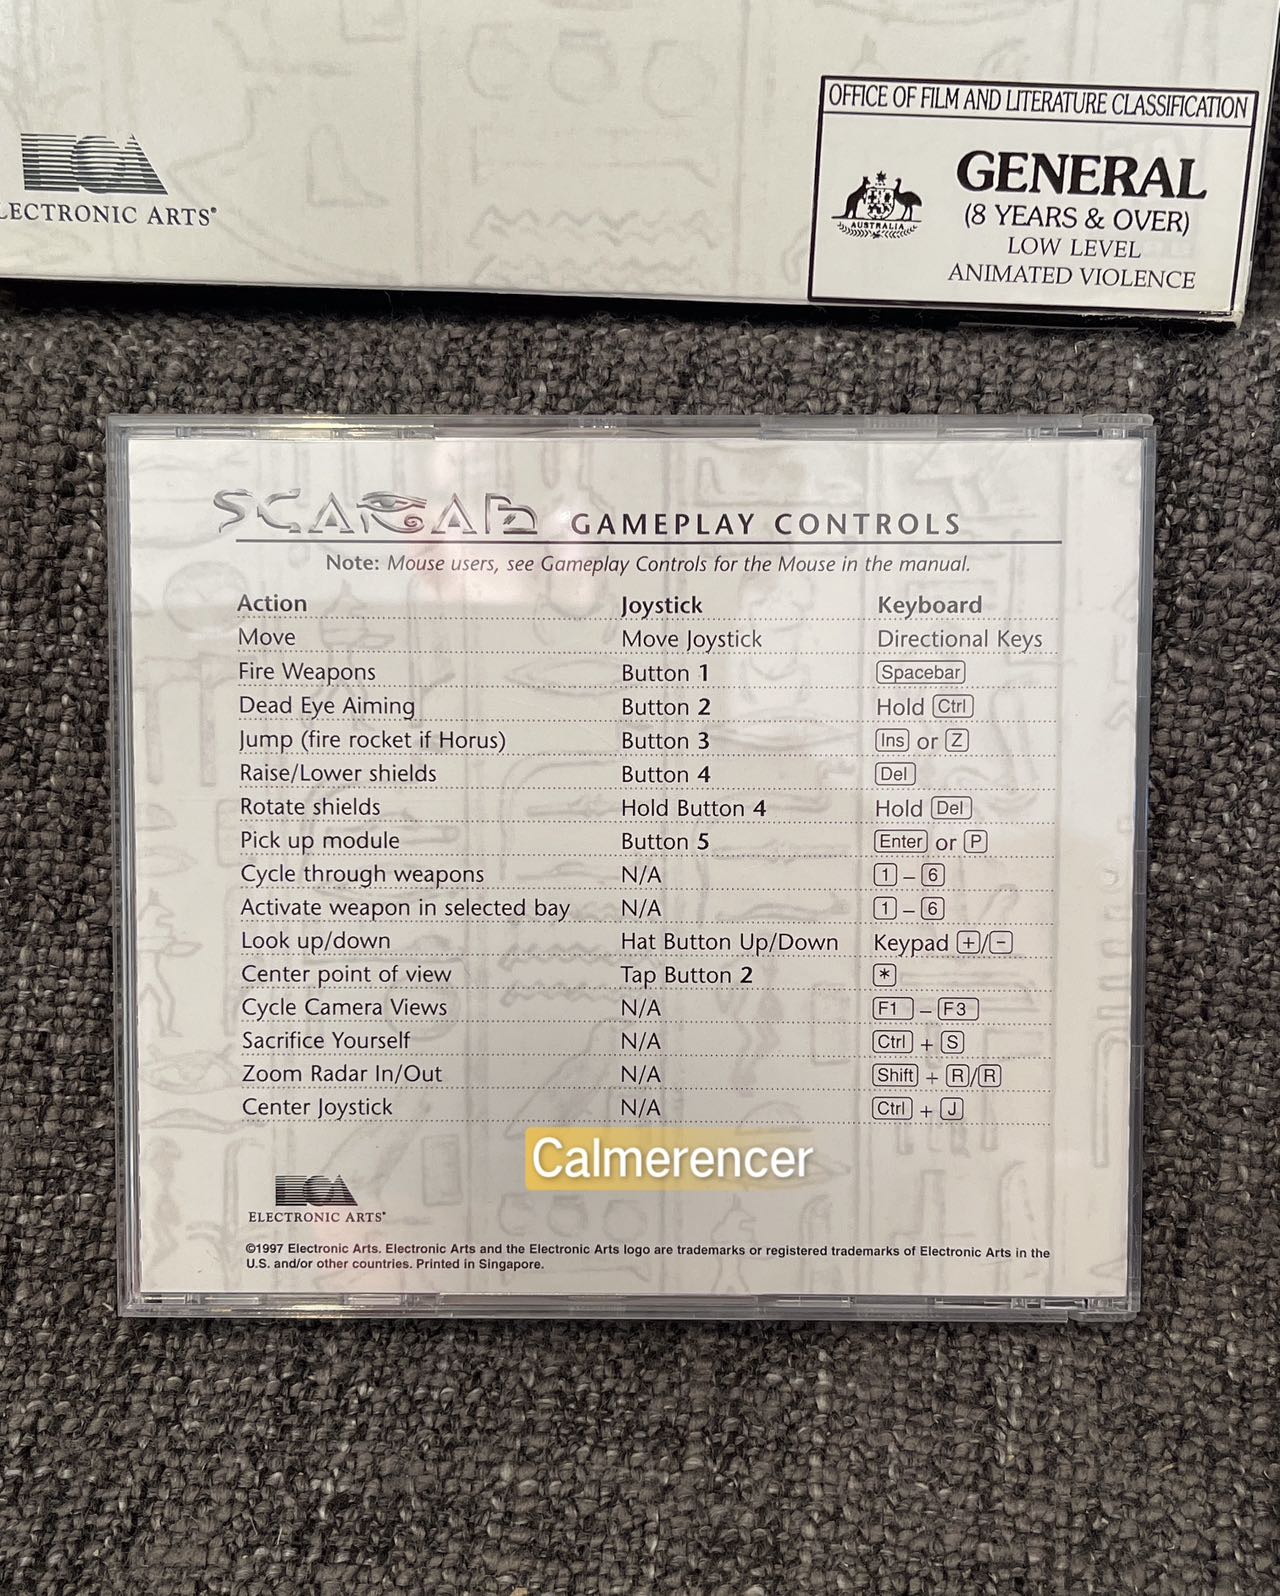 ECA
LECTRONIC ARTS®
OFFICE OF FILM AND LITERATURE CLASSIFICATION
AUSTRALIA
GENERAL
(8 YEARS & OVER)
LOW LEVEL
ANIMATED VIOLENCE
SCARAB GAMEPLAY CONTROLS
Note: Mouse users, see Gameplay Controls for the Mouse in the manual.
Action Joystick Keyboard
Move Move Joystick Directional Keys
Fire Weapons Button 1 Spacebar
Dead Eye Aiming Button 2 Hold Ctrl
Jump (fire rocket if Horus) Button 3 Ins or Z
Raise/Lower shields Button 4 Del
Rotate shields Hold Button 4 Hold Del
Pick up module Button 5 Enter or P
Cycle through weapons N/A 1 – 6
Activate weapon in selected bay N/A 1 – 6
Look up/down Hat Button Up/Down Keypad +/-
Center point of view Tap Button 2 *
Cycle Camera Views N/A F1 – F3
Sacrifice Yourself N/A Ctrl + S
Zoom Radar In/Out N/A Shift + R/R
Center Joystick N/A Ctrl + J
Calmerencer
ECA
ELECTRONIC ARTS®
©1997 Electronic Arts. Electronic Arts and the Electronic Arts logo are trademarks or registered trademarks of Electronic Arts in the
U.S. and/or other countries. Printed in Singapore.